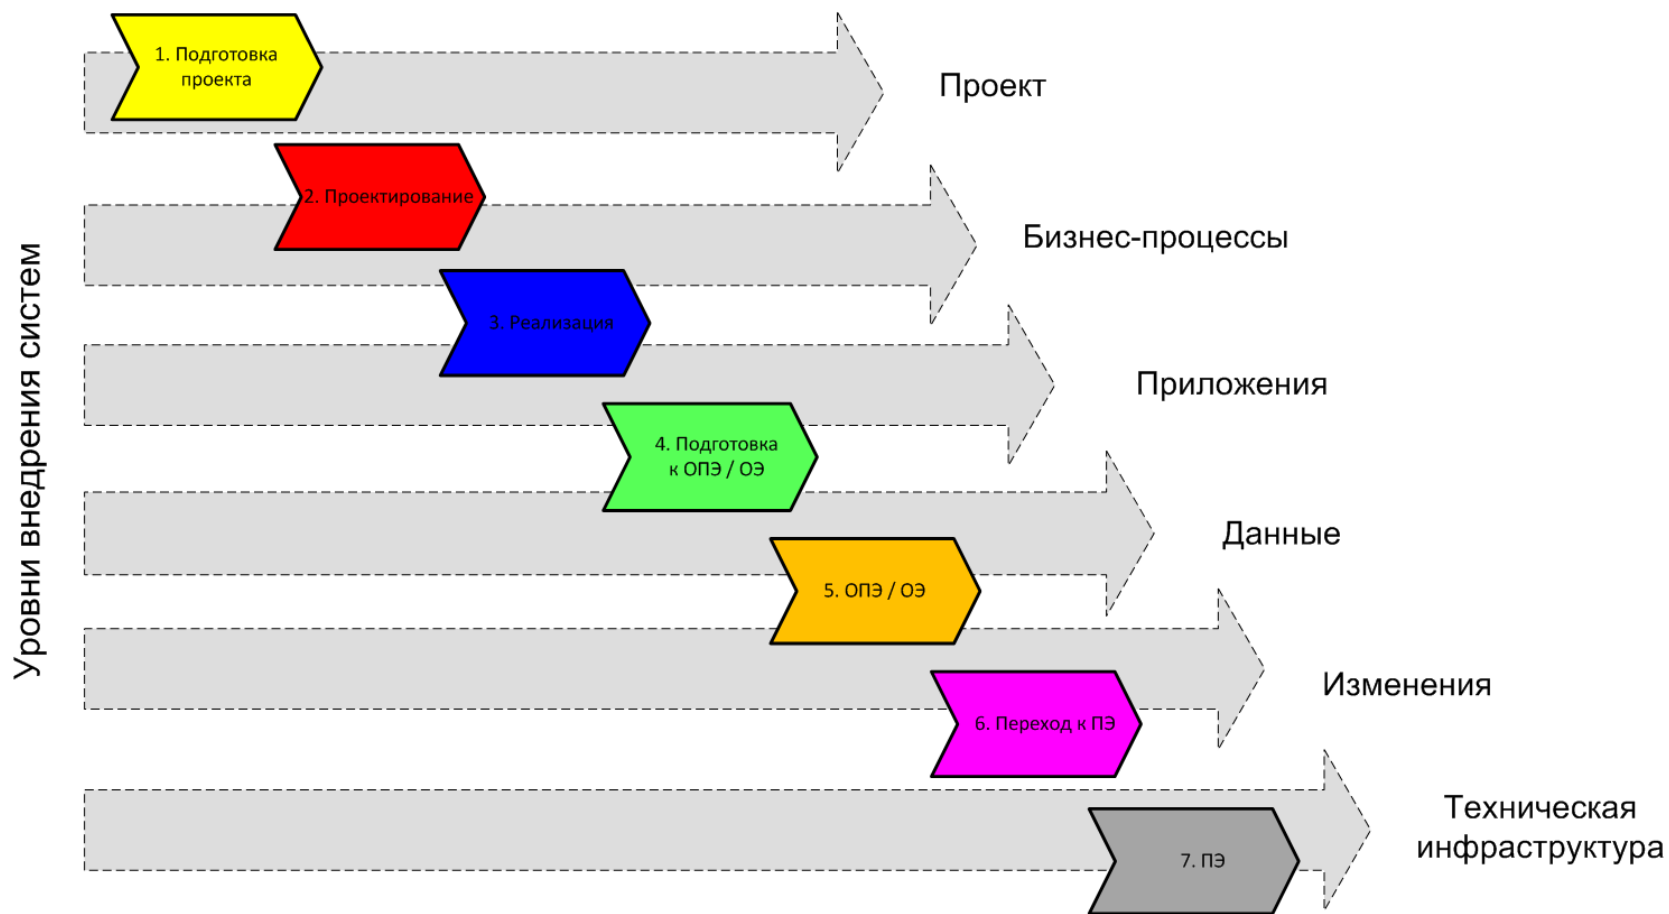 Уровни внедрения систем
1. Подготовка
проекта
Проект
2. Проектирование
Бизнес-процессы
3. Реализация
Приложения
4. Подготовка
к ОПЭ / ОЭ
Данные
5. ОПЭ / ОЭ
Изменения
6. Переход к ПЭ
Техническая
инфраструктура
7. ПЭ